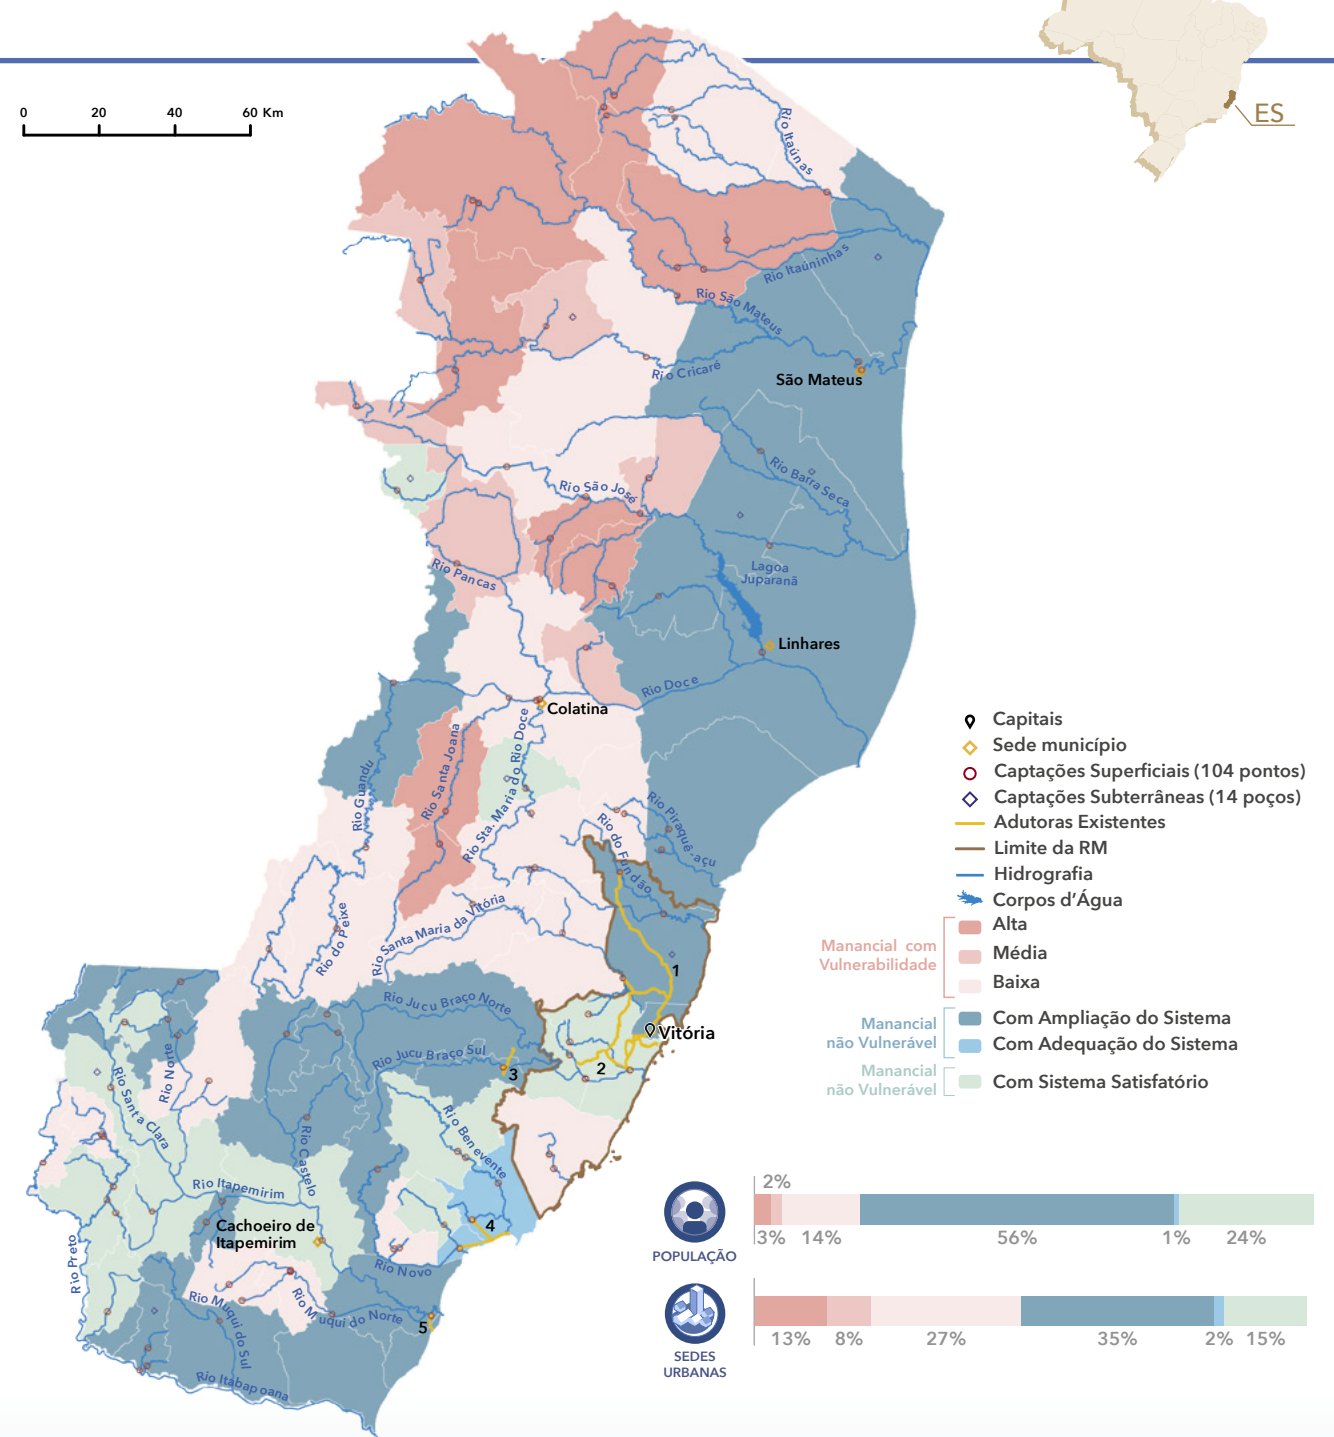 0 20 40 60 Km
ES
Rio Itaúnas
Rio Itaúninhas
Rio São Mateus
Rio Cricaré
São Mateus
Rio Barra Seca
Rio São José
Lagoa
Juparanã
Rio Pancas
Linhares
Rio Doce
Colatina
Rio Santa Joana
Rio Sta. Maria do Rio Doce
Rio Guandu
Rio Piraquê-açu
Rio do Fundão
Rio Santa Maria da Vitória
Rio do Peixe
1
Rio Jucu Braço Norte
Vitória
Rio Jucu Braço Sul
2
3
Rio Norte
Rio Santa Clara
Rio Benevente
Rio Castelo
Rio Itapemirim
Cachoeiro de
Itapemirim
4
Rio Preto
Rio Novo
Rio Muqui do Sul
Rio Muqui do Norte
5
Rio Itabapoana
Capitais
Sede município
Captações Superficiais (104 pontos)
Captações Subterrâneas (14 poços)
Adutoras Existentes
Limite da RM
Hidrografia
Corpos d'Água
Manancial com
Vulnerabilidade
Alta
Média
Baixa
Manancial
não Vulnerável
Com Ampliação do Sistema
Com Adequação do Sistema
Manancial
não Vulnerável
Com Sistema Satisfatório
2%
3% 14% 56% 1% 24%
POPULAÇÃO
13% 8% 27% 35% 2% 15%
SEDES
URBANAS